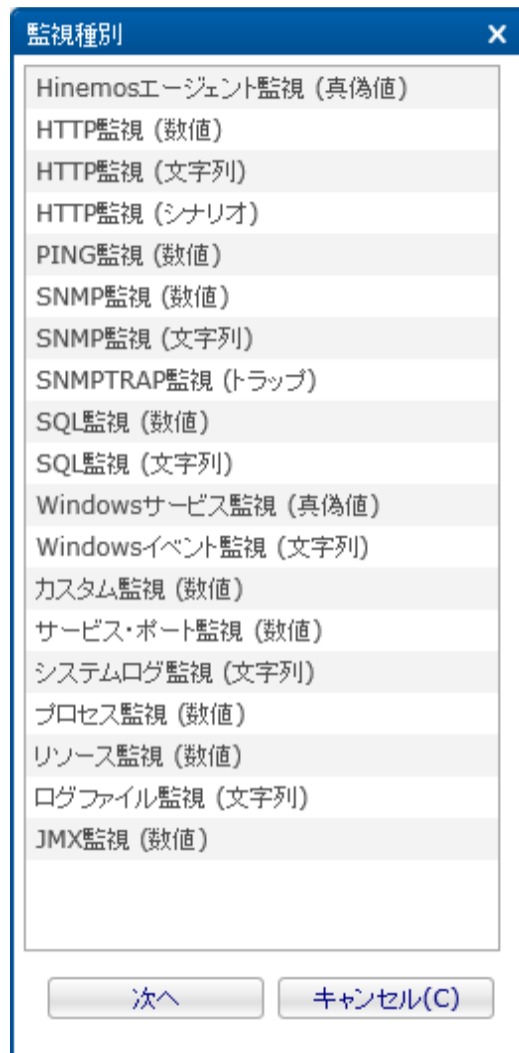 監視種別
Hinemosエージェント監視 (真偽値)
HTTP監視 (数値)
HTTP監視 (文字列)
HTTP監視 (シナリオ)
PING監視 (数値)
SNMP監視 (数値)
SNMP監視 (文字列)
SNMPTRAP監視 (トラップ)
SQL監視 (数値)
SQL監視 (文字列)
Windowsサービス監視 (真偽値)
Windowsイベント監視 (文字列)
カスタム監視 (数値)
サービス・ポート監視 (数値)
システムログ監視 (文字列)
プロセス監視 (数値)
リソース監視 (数値)
ログファイル監視 (文字列)
JMX監視 (数値)
次へ
キャンセル(C)